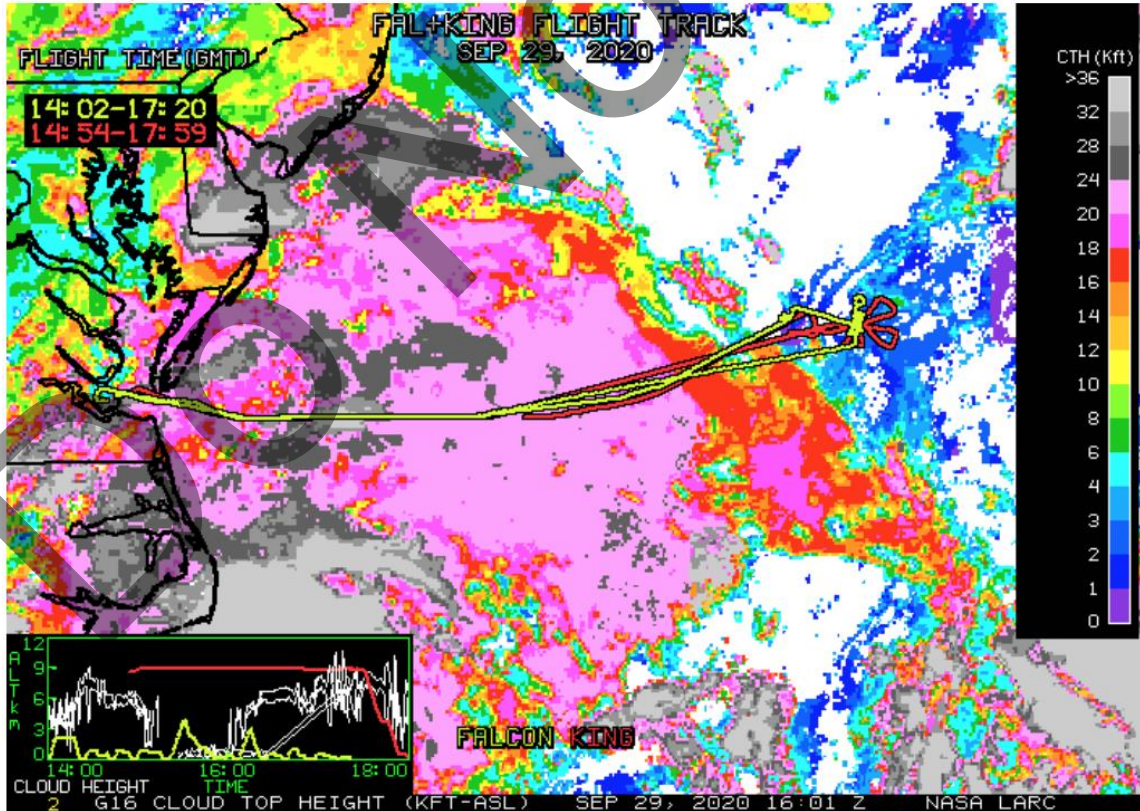 FAL+KING FLIGHT TRACK
SEP 29, 2020
FLIGHT TIME(GMT)
14:02-17:20
14:54-17:59
CTH (Kft)
>36
32
28
24
20
18
16
14
12
10
8
6
4
3
2
1
0
12
9
6
3
0
ALT km
14:00 16:00 18:00
CLOUD HEIGHT TIME
FALCON KING
2 G16 CLOUD TOP HEIGHT (KFT-ASL) SEP 29, 2020 16:01 Z NASA LARC